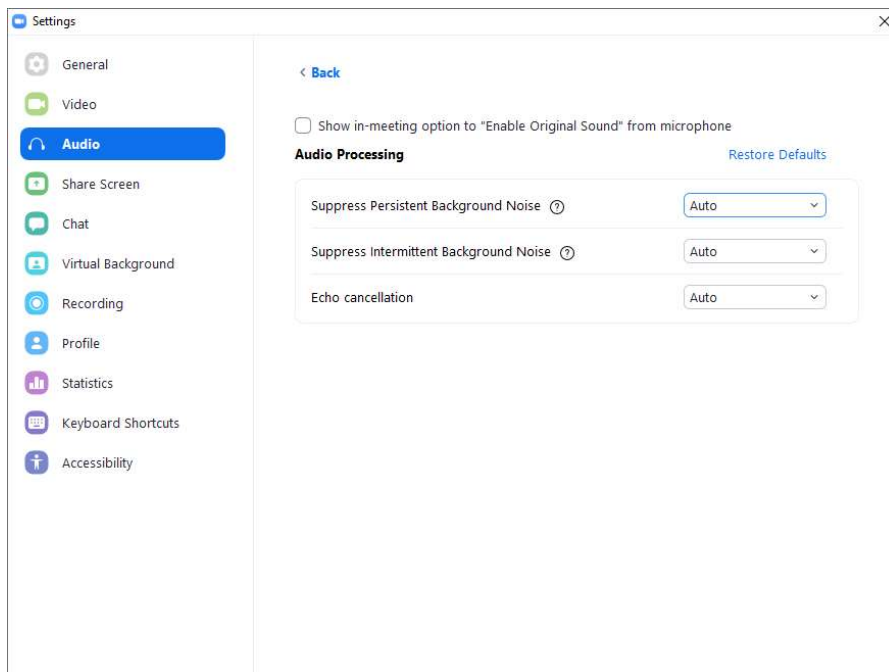 Settings
General
Video
Audio
Share Screen
Chat
Virtual Background
Recording
Profile
Statistics
Keyboard Shortcuts
Accessibility
Back
Show in-meeting option to "Enable Original Sound" from microphone
Audio Processing Restore Defaults
Suppress Persistent Background Noise ? Auto
Suppress Intermittent Background Noise ? Auto
Echo cancellation Auto